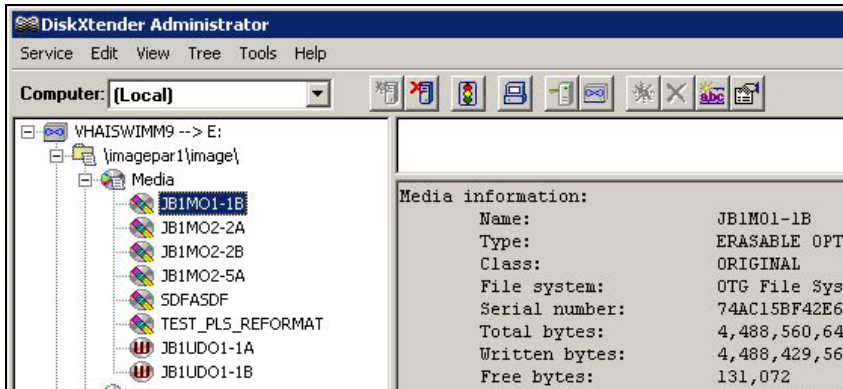 DiskXtender Administrator
Service Edit View Tree Tools Help
Computer: (Local)
abc
VHAISWIMM9 --> E:
\imagepar1\image\
Media
JB1MO1-1B
JB1MO2-2A
JB1MO2-2B
JB1MO2-5A
SDFASDF
TEST_PLS_REFORMAT
JB1UDO1-1A
JB1UDO1-1B
Media information:
Name: JB1MO1-1B
Type: ERASABLE OPT
Class: ORIGINAL
File system: OTG File Sys
Serial number: 74AC15BF42E6
Total bytes: 4,488,560,64
Written bytes: 4,488,429,56
Free bytes: 131,072